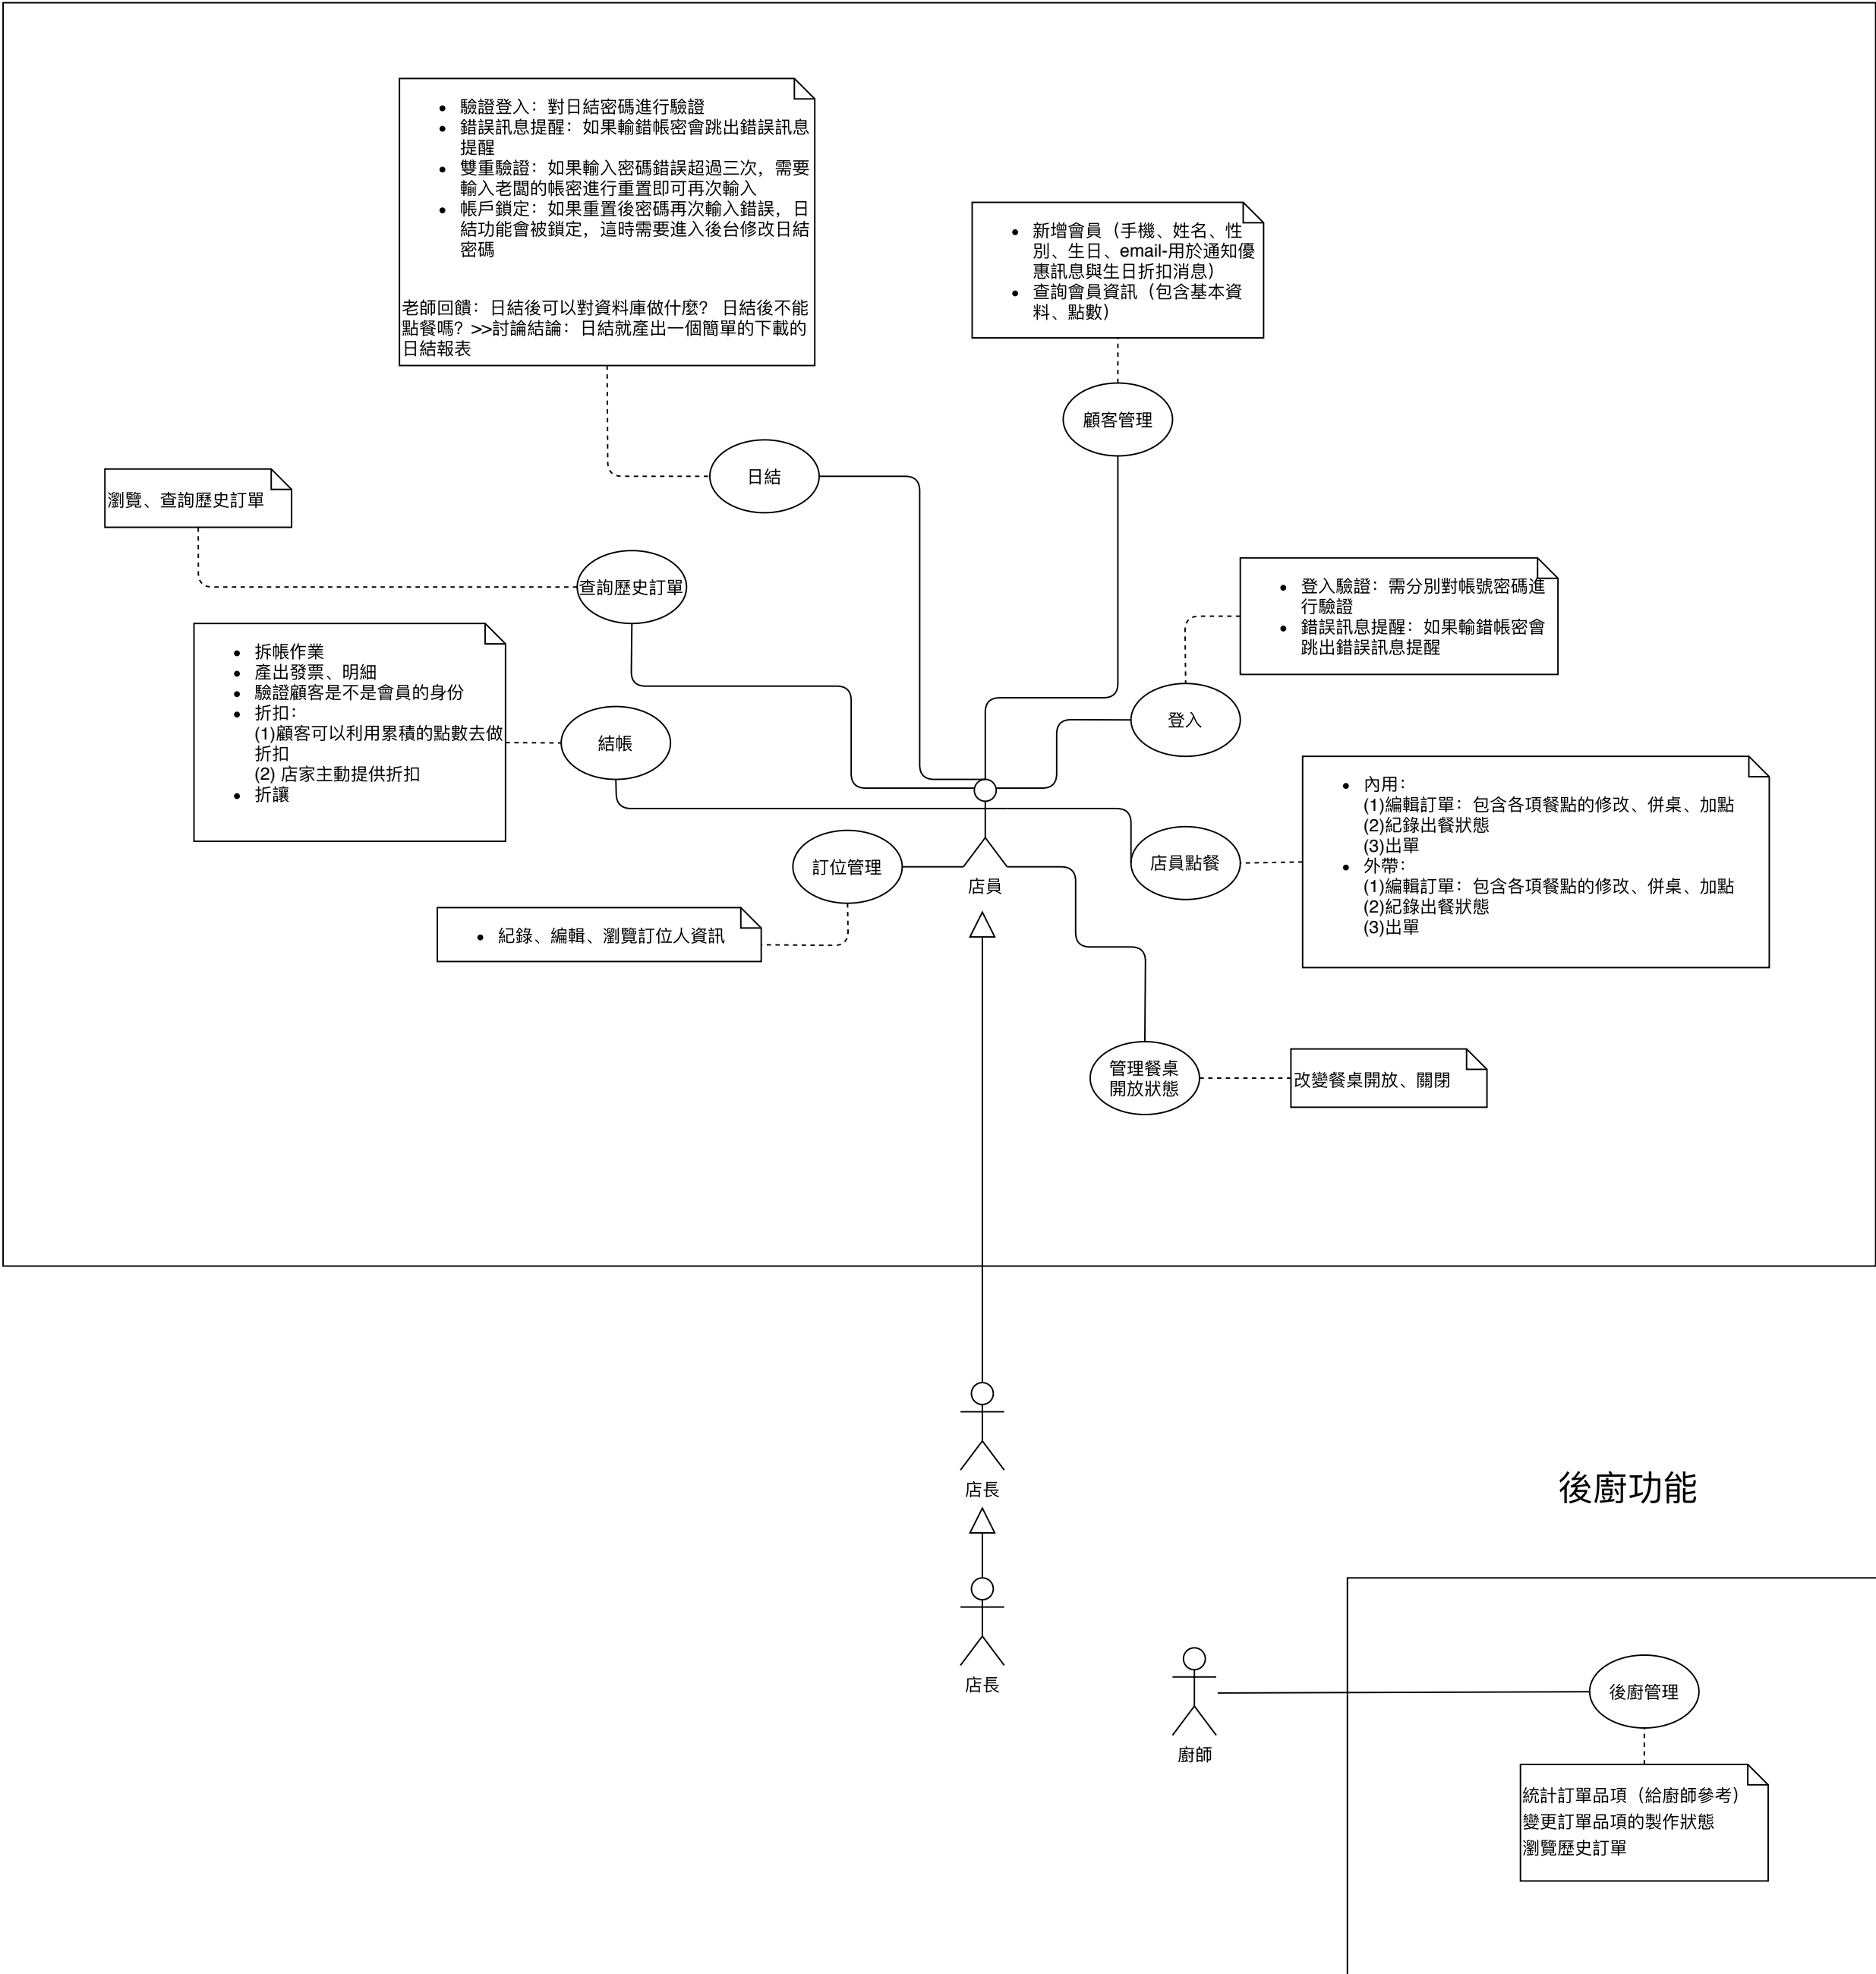 驗證登入：對日結密碼進行驗證
錯誤訊息提醒：如果輸錯帳密會跳出錯誤訊息
提醒
雙重驗證：如果輸入密碼錯誤超過三次，需要
輸入老闆的帳密進行重置即可再次輸入
帳戶鎖定：如果重置後密碼再次輸入錯誤，日
結功能會被鎖定，這時需要進入後台修改日結
密碼
老師回饋：日結後可以對資料庫做什麼？ 日結後不能
點餐嗎？>>討論結論：日結就產出一個簡單的下載的
日結報表
新增會員（手機、姓名、性
別、生日、email-用於通知優
惠訊息與生日折扣消息）
查詢會員資訊（包含基本資
料、點數）
顧客管理
日結
瀏覽、查詢歷史訂單
查詢歷史訂單
登入驗證：需分別對帳號密碼進
行驗證
錯誤訊息提醒：如果輸錯帳密會
跳出錯誤訊息提醒
拆帳作業
產出發票、明細
驗證顧客是不是會員的身份
折扣：
(1)顧客可以利用累積的點數去做
折扣
(2) 店家主動提供折扣
折讓
結帳
登入
內用：
(1)編輯訂單：包含各項餐點的修改、併桌、加點
(2)紀錄出餐狀態
(3)出單
外帶：
(1)編輯訂單：包含各項餐點的修改、併桌、加點
(2)紀錄出餐狀態
(3)出單
訂位管理
店員
店員點餐
紀錄、編輯、瀏覽訂位人資訊
管理餐桌
開放狀態
改變餐桌開放、關閉
店長
後廚功能
店長
後廚管理
廚師
統計訂單品項（給廚師參考）
變更訂單品項的製作狀態
瀏覽歷史訂單